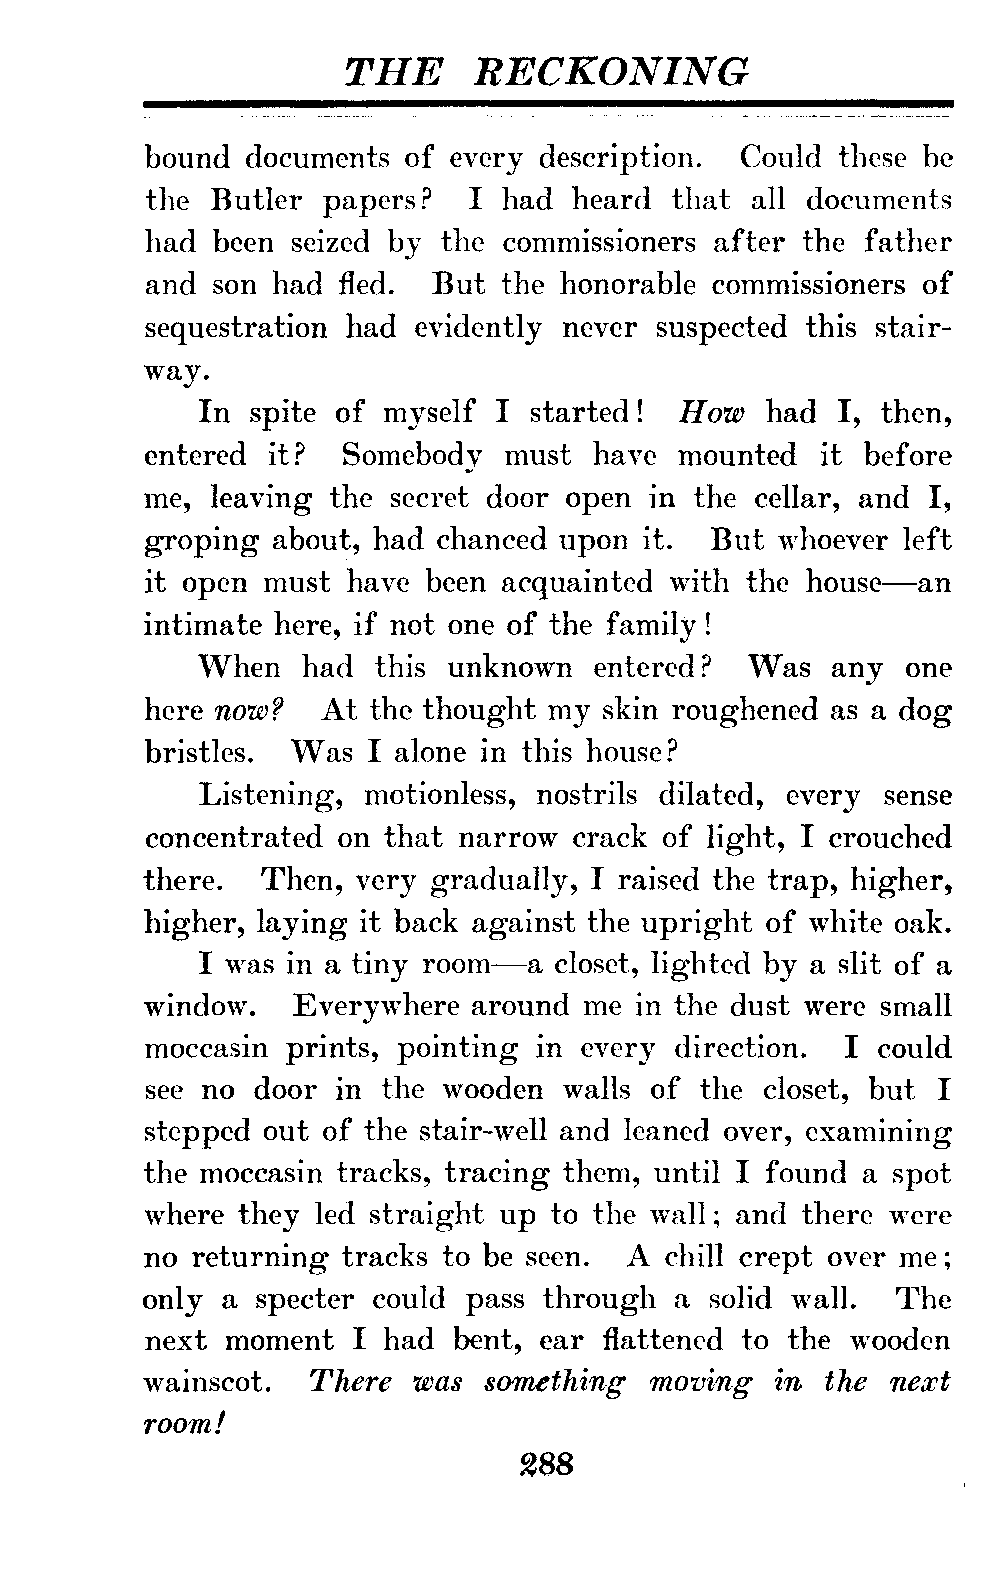 THE RECKONING
bound documents of every description. Could these be
the Butler papers? I had heard that all documents
had been seized by the commissioners after the father
and son had fled. But the honorable commissioners of
sequestration had evidently never suspected this stair-
way.
In spite of myself I started! How had I, then,
entered it? Somebody must have mounted it before
me, leaving the secret door open in the cellar, and I,
groping about, had chanced upon it. But whoever left
it open must have been acquainted with the house—an
intimate here, if not one of the family!
When had this unknown entered? Was any one
here now? At the thought my skin roughened as a dog
bristles. Was I alone in this house?
Listening, motionless, nostrils dilated, every sense
concentrated on that narrow crack of light, I crouched
there. Then, very gradually, I raised the trap, higher,
higher, laying it back against the upright of white oak.
I was in a tiny room—a closet, lighted by a slit of a
window. Everywhere around me in the dust were small
moccasin prints, pointing in every direction. I could
see no door in the wooden walls of the closet, but I
stepped out of the stair-well and leaned over, examining
the moccasin tracks, tracing them, until I found a spot
where they led straight up to the wall; and there were
no returning tracks to be seen. A chill crept over me;
only a specter could pass through a solid wall. The
next moment I had bent, ear flattened to the wooden
wainscot. There was something moving in the next
room!
288